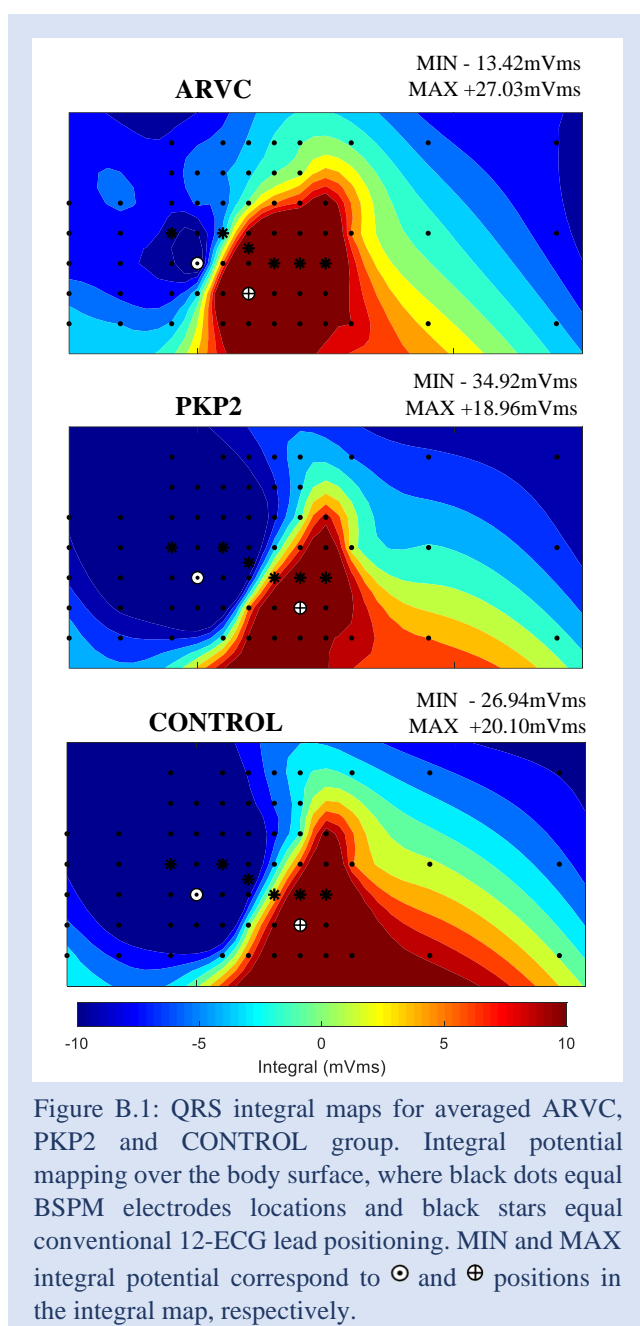 MIN - 13.42mVms
ARVC MAX +27.03mVms
MIN - 34.92mVms
PKP2 MAX +18.96mVms
MIN - 26.94mVms
CONTROL MAX +20.10mVms
-10 -5 0 5 10
Integral (mVms)
Figure B.1: QRS integral maps for averaged ARVC,
PKP2 and CONTROL group. Integral potential
mapping over the body surface, where black dots equal
BSPM electrodes locations and black stars equal
conventional 12-ECG lead positioning. MIN and MAX
integral potential correspond to ⊙ and ⊕ positions in
the integral map, respectively.